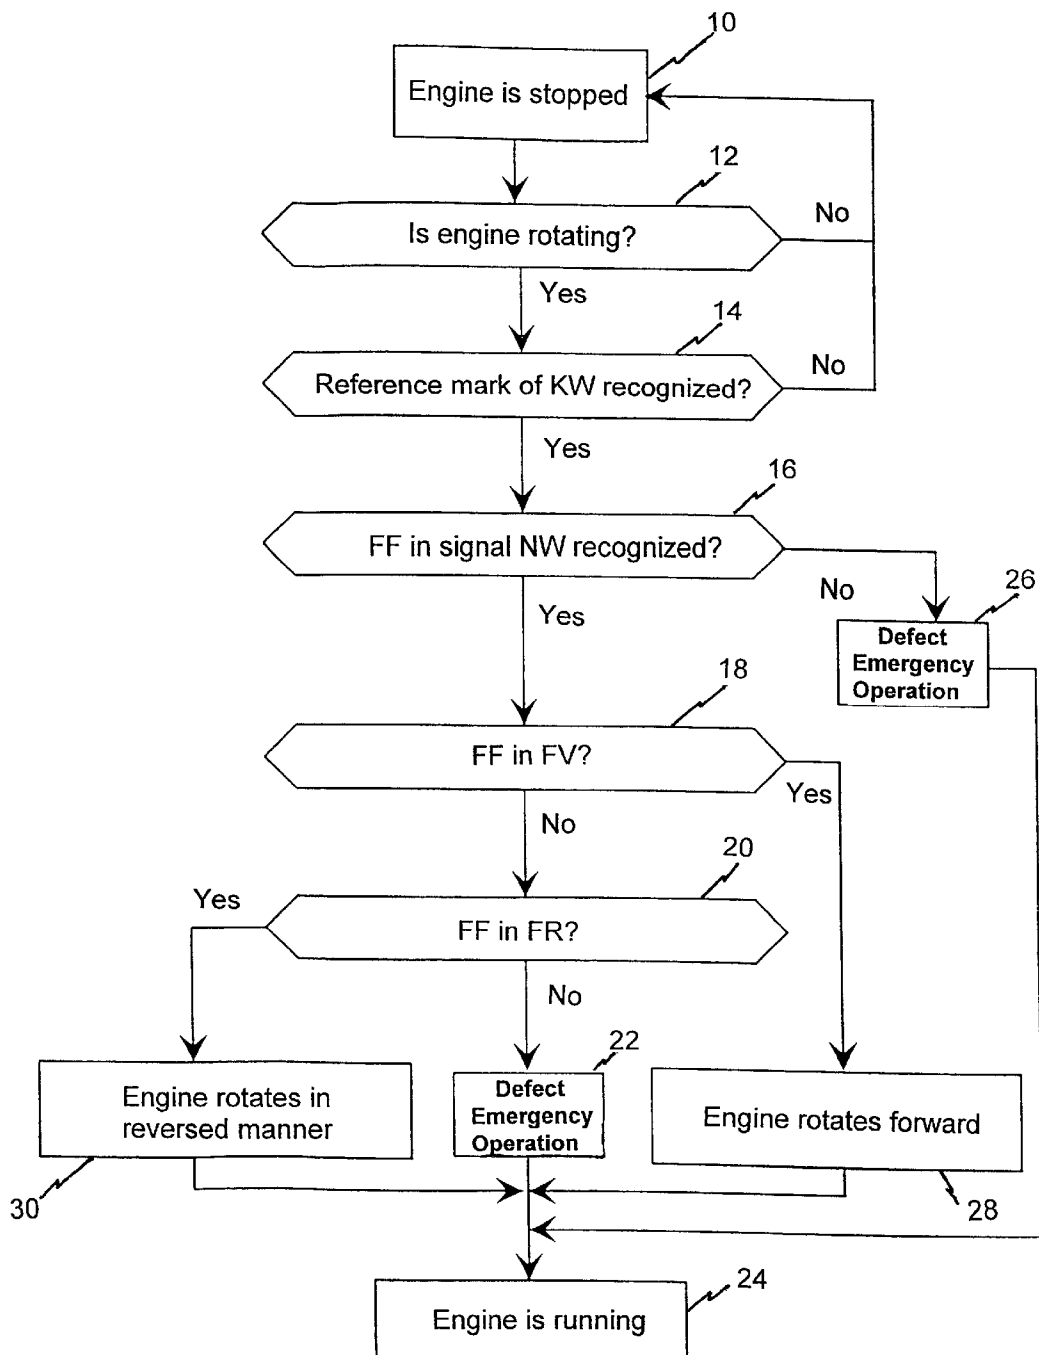 10
Engine is stopped
12
Is engine rotating?
No
Yes
14
Reference mark of KW recognized?
No
Yes
16
FF in signal NW recognized?
No
Yes
26
Defect
Emergency
Operation
18
FF in FV?
Yes
No
20
Yes
FF in FR?
No
22
Engine rotates in
reversed manner
Defect
Emergency
Operation
Engine rotates forward
30
28
24
Engine is running